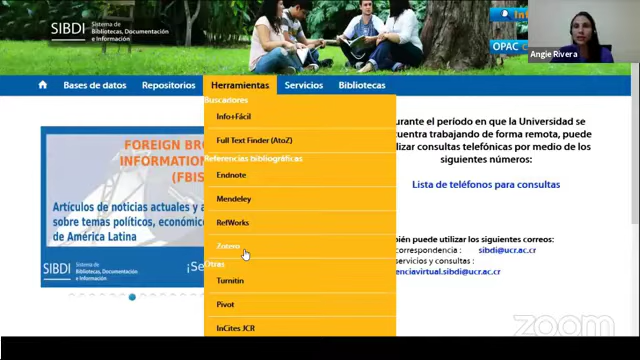 SIBDI
Sistema de
Bibliotecas, Documentación
e Información
OPAC
Angie Rivera
Bases de datos
Repositorios
Herramientas
Servicios
Bibliotecas
Buscadores
Info+Fácil
Full Text Finder (AtoZ)
Referencias bibliográficas
Endnote
Mendeley
RefWorks
Zotero
Otras
Turnitin
Pivot
InCites JCR
FOREIGN BRO
INFORMATION
(FBIS
Artículos de noticias actuales y a
sobre temas políticos, económic
de América Latina
SIBDI
Sistema de
Bibliotecas, Documentación
e Información
¡Se
urante el período en que la Universidad se
cuentra trabajando de forma remota, puede
lizar consultas telefónicas por medio de los
siguientes números:
Lista de teléfonos para consultas
bién puede utilizar los siguientes correos:
correspondencia : sibdi@ucr.ac.cr
servicios y consultas :
enciavirtual.sibdi@ucr.ac.cr
zoom